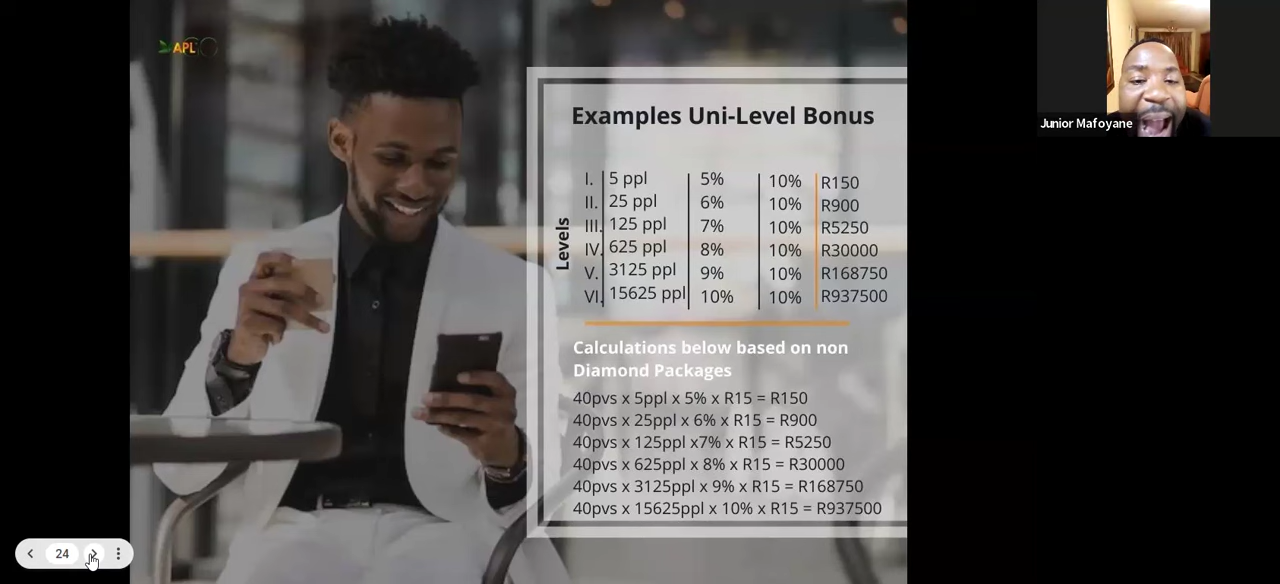 APLGO
Examples Uni-Level Bonus
Levels
I. 5 ppl 5% 10% R150
II. 25 ppl 6% 10% R900
III. 125 ppl 7% 10% R5250
IV. 625 ppl 8% 10% R30000
V. 3125 ppl 9% 10% R168750
VI. 15625 ppl 10% 10% R937500
Calculations below based on non
Diamond Packages
40pvs x 5ppl x 5% x R15 = R150
40pvs x 25ppl x 6% x R15 = R900
40pvs x 125ppl x7% x R15 = R5250
40pvs x 625ppl x 8% x R15 = R30000
40pvs x 3125ppl x 9% x R15 = R168750
40pvs x 15625ppl x 10% x R15 = R937500
Junior Mafoyane
24